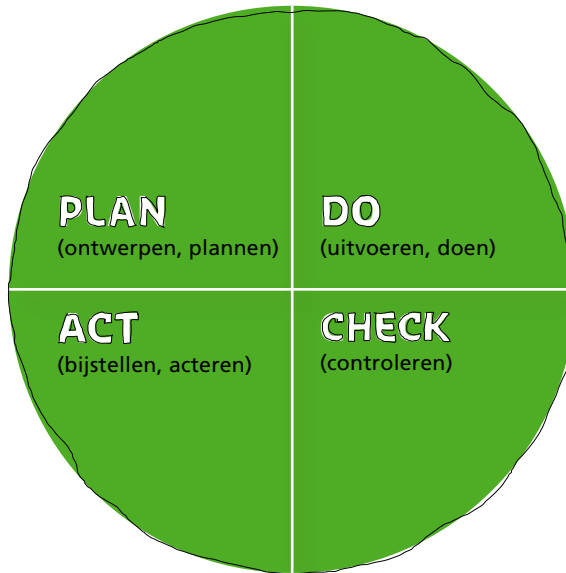 PLAN
(ontwerpen, plannen)
DO
(uitvoeren, doen)
ACT
(bijstellen, acteren)
CHECK
(controleren)